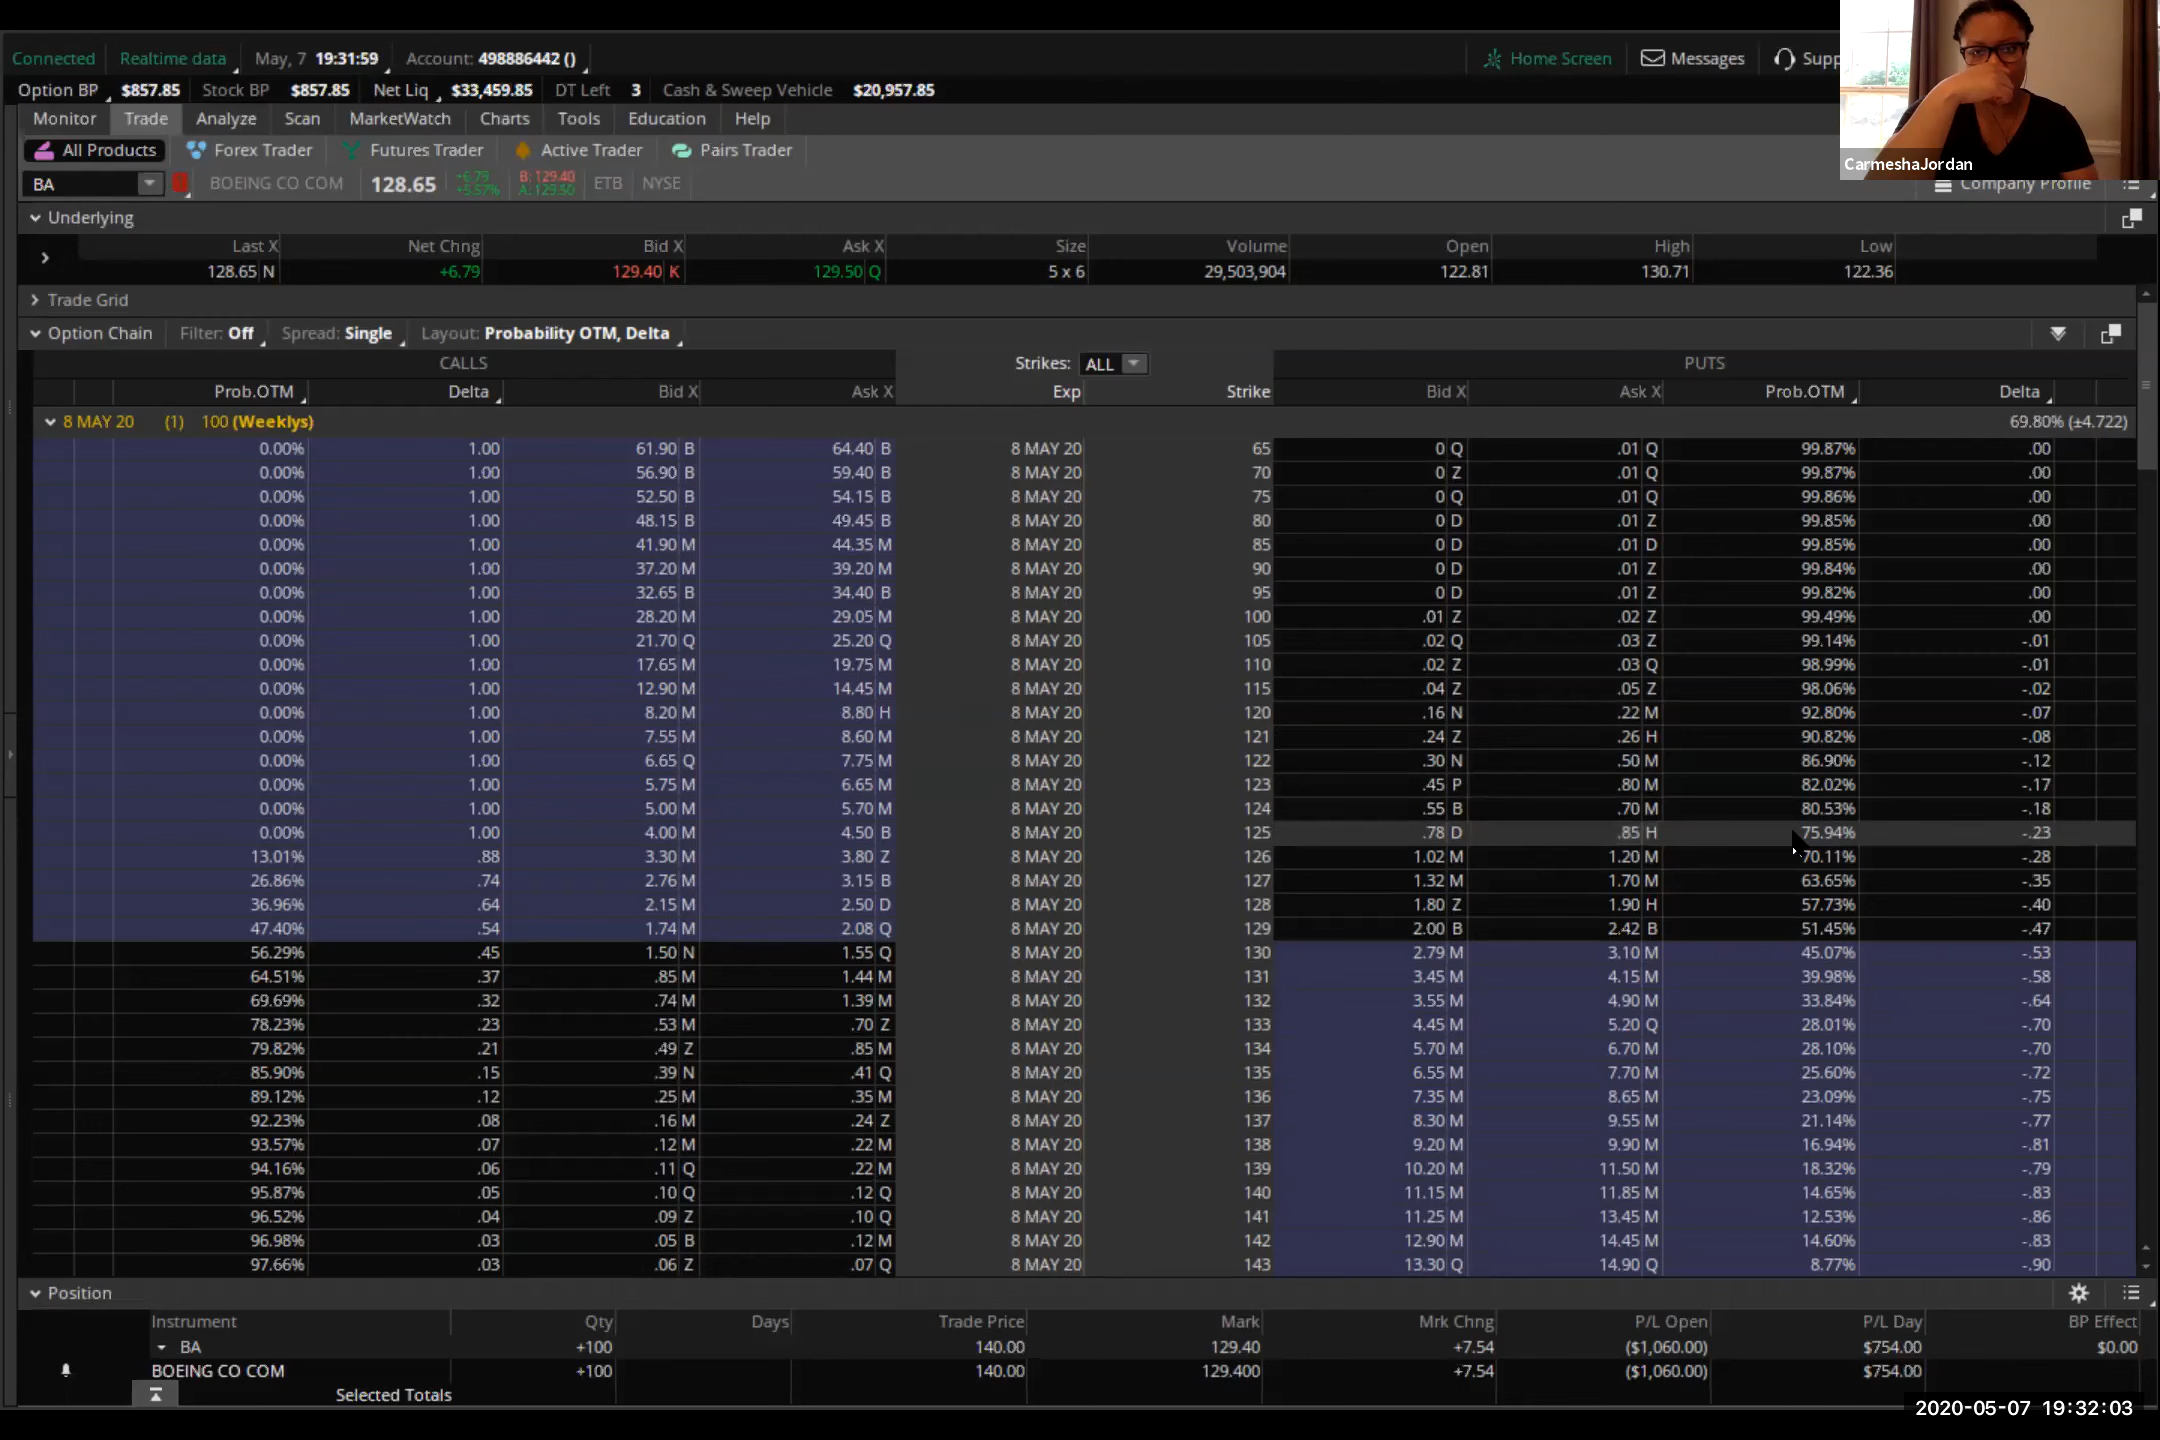 Connected Realtime data May, 7 19:31:59 Account: 498886442 () Home Screen Messages Supp
Option BP $857.85 Stock BP $857.85 Net Liq $33,459.85 DT Left 3 Cash & Sweep Vehicle $20,957.85
Monitor Trade Analyze Scan MarketWatch Charts Tools Education Help
All Products Forex Trader Futures Trader Active Trader Pairs Trader
CarmeshaJordan
BA BOEING CO COM 128.65 +6.79 +5.57% B: 129.40 A: 129.50 ETB NYSE Company Profile
Underlying
Last X Net Chng Bid X Ask X Size Volume Open High Low
128.65 N +6.79 129.40 K 129.50 Q 5 x 6 29,503,904 122.81 130.71 122.36
Trade Grid
Option Chain Filter: Off Spread: Single Layout: Probability OTM, Delta
CALLS Strikes: ALL PUTS
Prob.OTM Delta Bid X Ask X Exp Strike Bid X Ask X Prob.OTM Delta
8 MAY 20 (1) 100 (Weeklys) 69.80% (±4.722)
0.00% 1.00 61.90 B 64.40 B 8 MAY 20 65 0 Q .01 Q 99.87% .00
0.00% 1.00 56.90 B 59.40 B 8 MAY 20 70 0 Z .01 Q 99.87% .00
0.00% 1.00 52.50 B 54.15 B 8 MAY 20 75 0 Q .01 Q 99.86% .00
0.00% 1.00 48.15 B 49.45 B 8 MAY 20 80 0 D .01 Z 99.85% .00
0.00% 1.00 41.90 M 44.35 M 8 MAY 20 85 0 D .01 D 99.85% .00
0.00% 1.00 37.20 M 39.20 M 8 MAY 20 90 0 D .01 Z 99.84% .00
0.00% 1.00 32.65 B 34.40 B 8 MAY 20 95 0 D .01 Z 99.82% .00
0.00% 1.00 28.20 M 29.05 M 8 MAY 20 100 .01 Z .02 Z 99.49% .00
0.00% 1.00 21.70 Q 25.20 Q 8 MAY 20 105 .02 Q .03 Z 99.14% -.01
0.00% 1.00 17.65 M 19.75 M 8 MAY 20 110 .02 Z .03 Q 98.99% -.01
0.00% 1.00 12.90 M 14.45 M 8 MAY 20 115 .04 Z .05 Z 98.06% -.02
0.00% 1.00 8.20 M 8.80 H 8 MAY 20 120 .16 N .22 M 92.80% -.07
0.00% 1.00 7.55 M 8.60 M 8 MAY 20 121 .24 Z .26 H 90.82% -.08
0.00% 1.00 6.65 Q 7.75 M 8 MAY 20 122 .30 N .50 M 86.90% -.12
0.00% 1.00 5.75 M 6.65 M 8 MAY 20 123 .45 P .80 M 82.02% -.17
0.00% 1.00 5.00 M 5.70 M 8 MAY 20 124 .55 B .70 M 80.53% -.18
0.00% 1.00 4.00 M 4.50 B 8 MAY 20 125 .78 D .85 H 75.94% -.23
13.01% .88 3.30 M 3.80 Z 8 MAY 20 126 1.02 M 1.20 M 70.11% -.28
26.86% .74 2.76 M 3.15 B 8 MAY 20 127 1.32 M 1.70 M 63.65% -.35
36.96% .64 2.15 M 2.50 D 8 MAY 20 128 1.80 Z 1.90 H 57.73% -.40
47.40% .54 1.74 M 2.08 Q 8 MAY 20 129 2.00 B 2.42 B 51.45% -.47
56.29% .45 1.50 N 1.55 Q 8 MAY 20 130 2.79 M 3.10 M 45.07% -.53
64.51% .37 .85 M 1.44 M 8 MAY 20 131 3.45 M 4.15 M 39.98% -.58
69.69% .32 .74 M 1.39 M 8 MAY 20 132 3.55 M 4.90 M 33.84% -.64
78.23% .23 .53 M .70 Z 8 MAY 20 133 4.45 M 5.20 Q 28.01% -.70
79.82% .21 .49 Z .85 M 8 MAY 20 134 5.70 M 6.70 M 28.10% -.70
85.90% .15 .39 N .41 Q 8 MAY 20 135 6.55 M 7.70 M 25.60% -.72
89.12% .12 .25 M .35 M 8 MAY 20 136 7.35 M 8.65 M 23.09% -.75
92.23% .08 .16 M .24 Z 8 MAY 20 137 8.30 M 9.55 M 21.14% -.77
93.57% .07 .12 M .22 M 8 MAY 20 138 9.20 M 9.90 M 16.94% -.81
94.16% .06 .11 Q .22 M 8 MAY 20 139 10.20 M 11.50 M 18.32% -.79
95.87% .05 .10 Q .12 Q 8 MAY 20 140 11.15 M 11.85 M 14.65% -.83
96.52% .04 .09 Z .10 Q 8 MAY 20 141 11.25 M 13.45 M 12.53% -.86
96.98% .03 .05 B .12 M 8 MAY 20 142 12.90 M 14.45 M 14.60% -.83
97.66% .03 .06 Z .07 Q 8 MAY 20 143 13.30 Q 14.90 Q 8.77% -.90
Position
Instrument Qty Days Trade Price Mark Mrk Chng P/L Open P/L Day BP Effect
BA +100 140.00 129.40 +7.54 ($1,060.00) $754.00 $0.00
BOEING CO COM +100 140.00 129.400 +7.54 ($1,060.00) $754.00
Selected Totals
2020-05-07 19:32:03